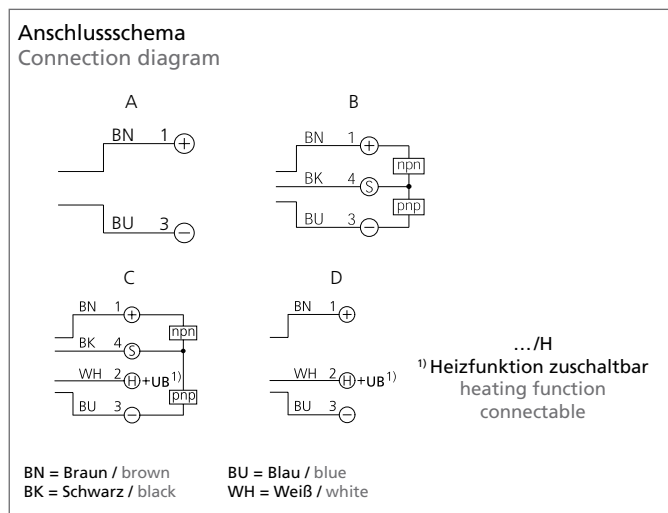 Anschlussschema
Connection diagram
A
BN 1 +
BU 3 −
B
BN 1 +
npn
BK 4 S
pnp
BU 3 −
C
BN 1 +
npn
BK 4 S
WH 2 H +UB 1)
pnp
BU 3 −
D
BN 1 +
WH 2 H +UB 1)
BU 3 −
.../H
1) Heizfunktion zuschaltbar
heating function
connectable
BN = Braun / brown
BK = Schwarz / black
BU = Blau / blue
WH = Weiß / white